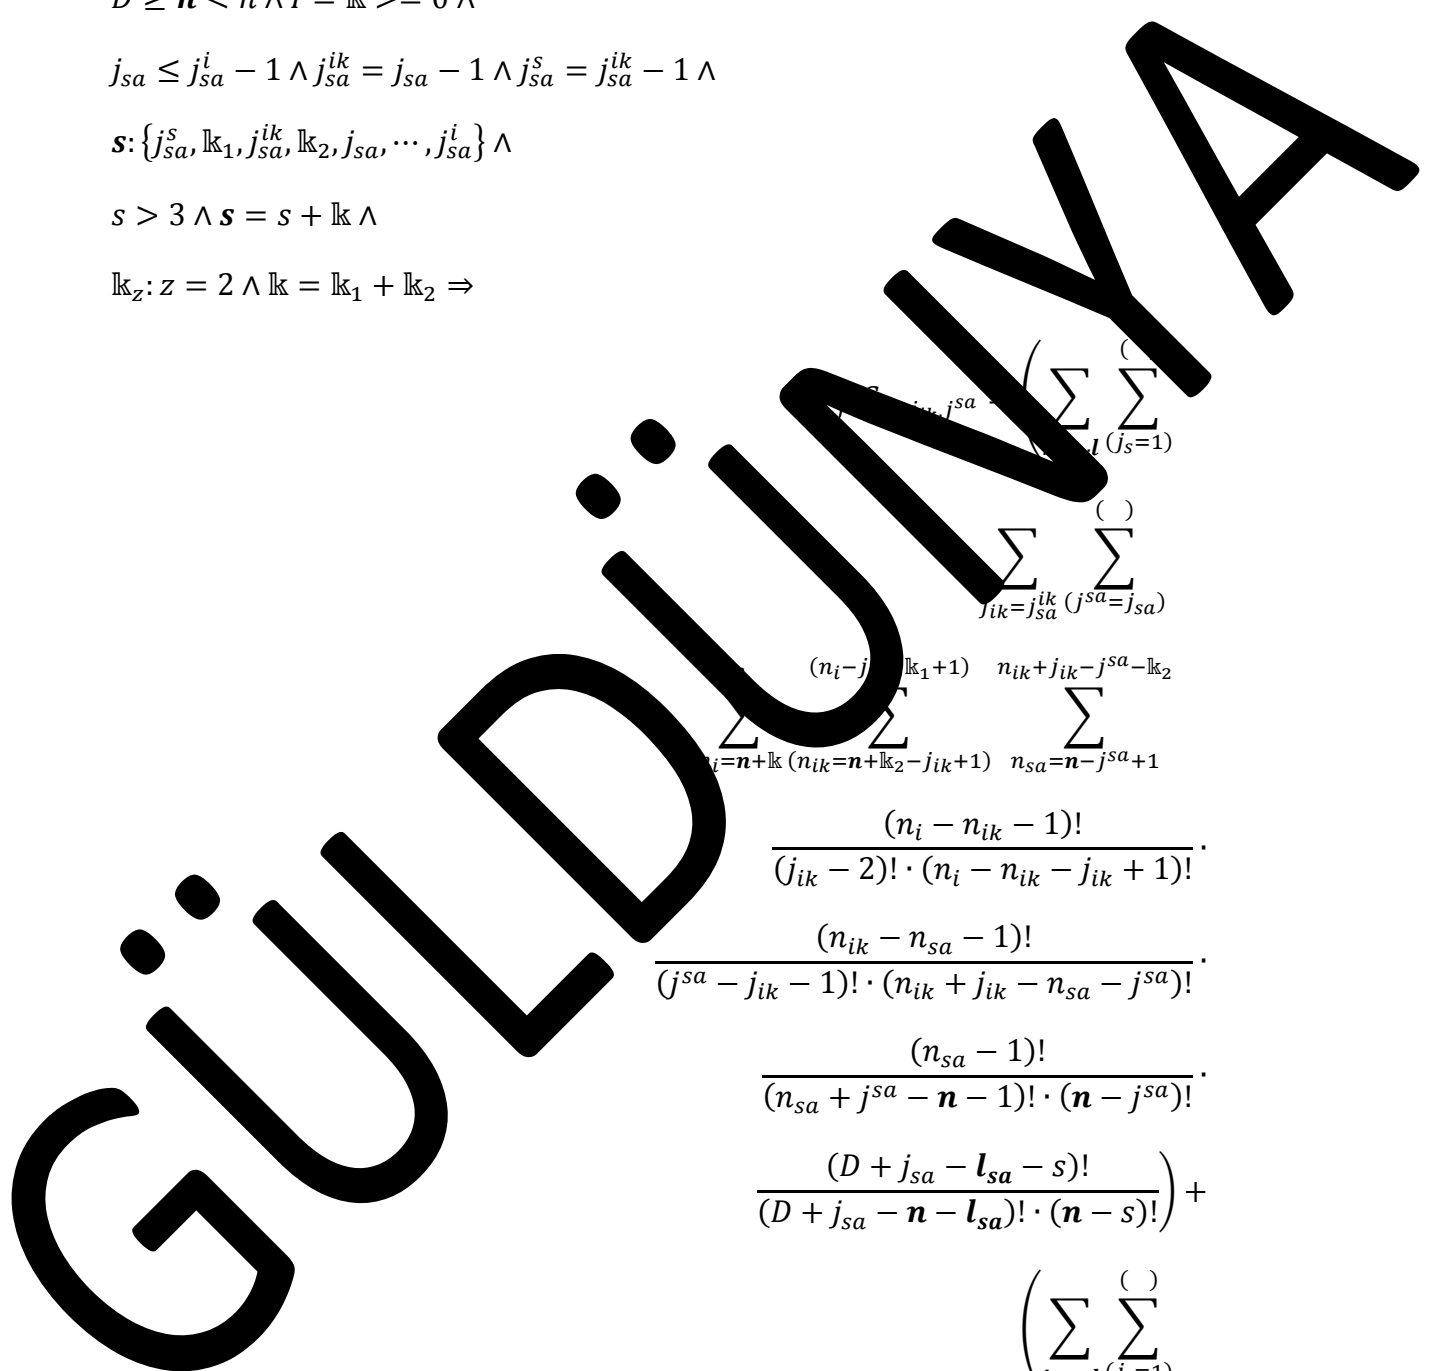 D ≥ 𝒏 < n ∧ I = 𝕜 >= 0 ∧
j_{sa} ≤ j_{sa}^{i} − 1 ∧ j_{sa}^{ik} = j_{sa} − 1 ∧ j_{sa}^{s} = j_{sa}^{ik} − 1 ∧
𝒔: {j_{sa}^{s}, 𝕜_1, j_{sa}^{ik}, 𝕜_2, j_{sa}, ⋯, j_{sa}^{i}} ∧
s > 3 ∧ 𝒔 = s + 𝕜 ∧
𝕜_z: z = 2 ∧ 𝕜 = 𝕜_1 + 𝕜_2 ⇒
j^{sa} ( ∑ ∑_{(j_s=1)}
∑_{j_{ik}=j_{sa}^{ik}} ∑_{(j^{sa}=j_{sa})}^{( )}
∑_{n_i=𝒏+𝕜} ∑_{(n_{ik}=𝒏+𝕜_2−j_{ik}+1)} ∑_{n_{sa}=𝒏−j^{sa}+1}^{n_{ik}+j_{ik}−j^{sa}−𝕜_2}
(n_i − n_{ik} − 1)!
(j_{ik} − 2)! · (n_i − n_{ik} − j_{ik} + 1)! ·
(n_{ik} − n_{sa} − 1)!
(j^{sa} − j_{ik} − 1)! · (n_{ik} + j_{ik} − n_{sa} − j^{sa})! ·
(n_{sa} − 1)!
(n_{sa} + j^{sa} − 𝒏 − 1)! · (𝒏 − j^{sa})! ·
(D + j_{sa} − 𝒍_{𝒔𝒂} − s)!
(D + j_{sa} − 𝒏 − 𝒍_{𝒔𝒂})! · (𝒏 − s)! ) +
( ∑ ∑^{( )}
GÜLDÜNYA